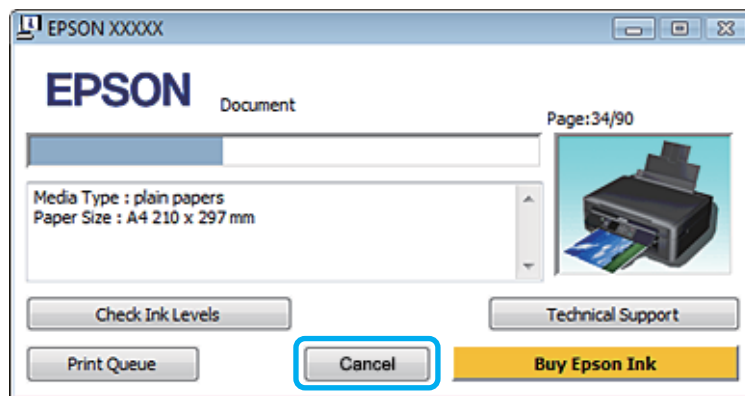 EPSON XXXXX
EPSON
Document
Page:34/90
Media Type : plain papers
Paper Size : A4 210 x 297 mm
Check Ink Levels
Technical Support
Print Queue
Cancel
Buy Epson Ink